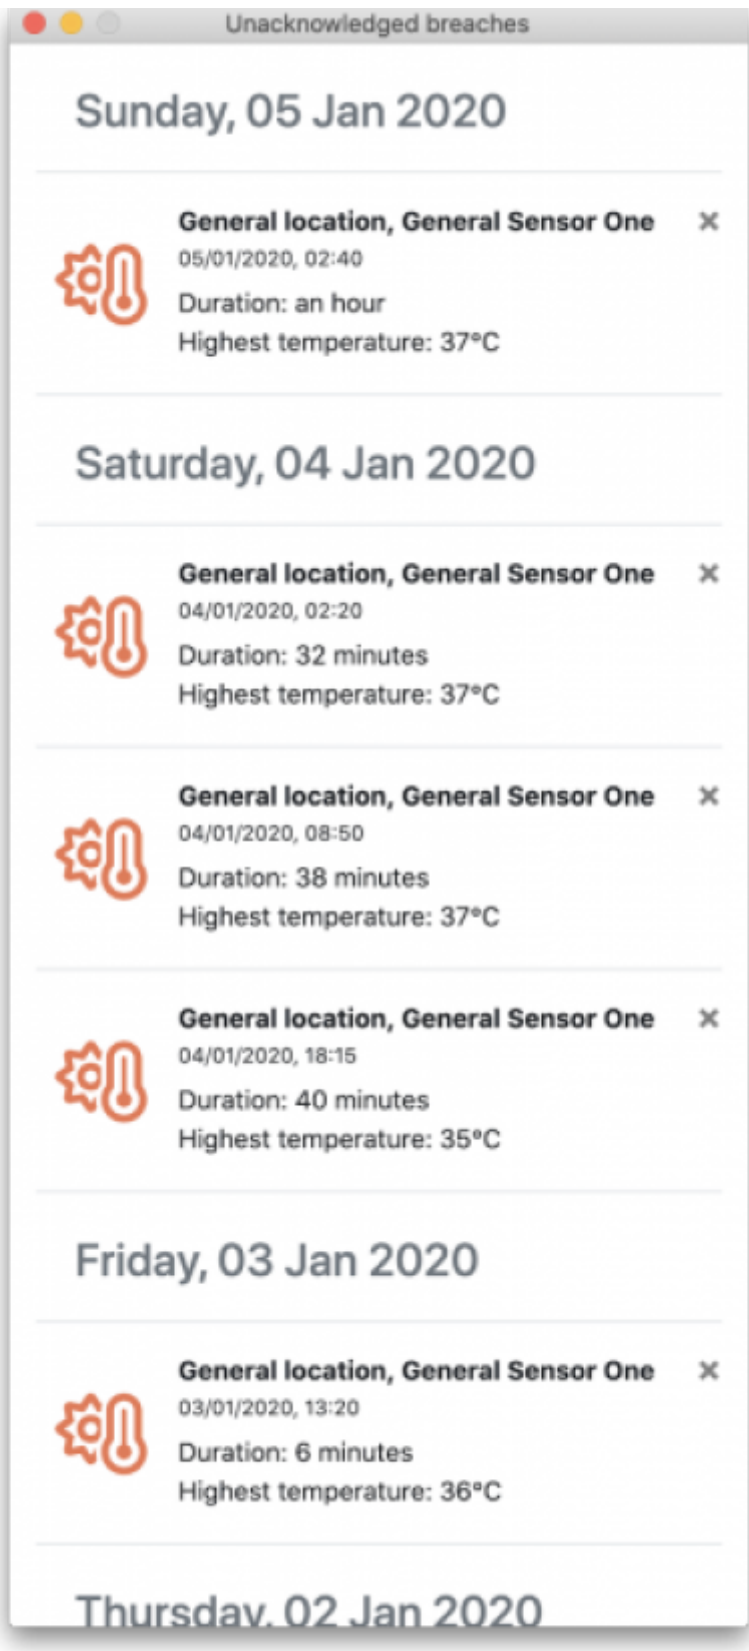 Unacknowledged breaches
Sunday, 05 Jan 2020
General location, General Sensor One
05/01/2020, 02:40
Duration: an hour
Highest temperature: 37°C
Saturday, 04 Jan 2020
General location, General Sensor One
04/01/2020, 02:20
Duration: 32 minutes
Highest temperature: 37°C
General location, General Sensor One
04/01/2020, 08:50
Duration: 38 minutes
Highest temperature: 37°C
General location, General Sensor One
04/01/2020, 18:15
Duration: 40 minutes
Highest temperature: 35°C
Friday, 03 Jan 2020
General location, General Sensor One
03/01/2020, 13:20
Duration: 6 minutes
Highest temperature: 36°C
Thursday, 02 Jan 2020